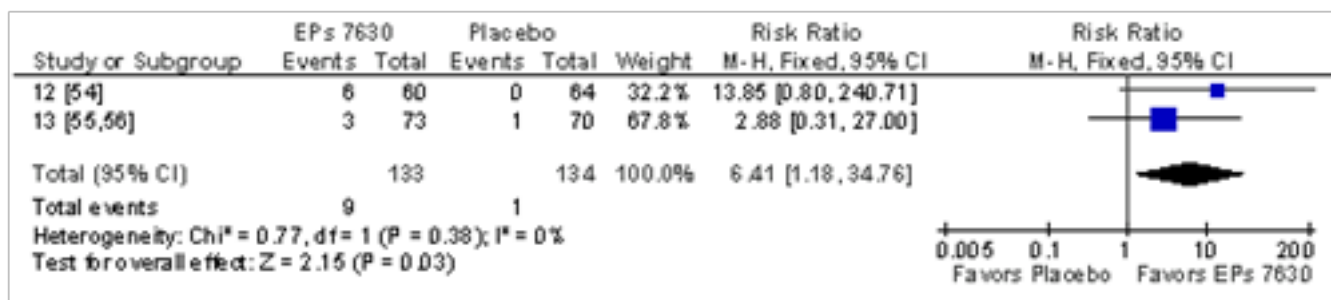 EPs 7630 Placebo Risk Ratio Risk Ratio
Study or Subgroup Events Total Events Total Weight M-H, Fixed, 95% CI M-H, Fixed, 95% CI
12 [54] 6 60 0 64 32.2% 13.85 [0.80, 240.71]
13 [55,56] 3 73 1 70 67.8% 2.88 [0.31, 27.00]
Total (95% CI) 133 134 100.0% 6.41 [1.18, 34.76]
Total events 9 1
Heterogeneity: Chi² = 0.77, df = 1 (P = 0.38); I² = 0%
Test for overall effect: Z = 2.15 (P = 0.03)
0.005 0.1 1 10 200
Favors Placebo Favors EPs 7630